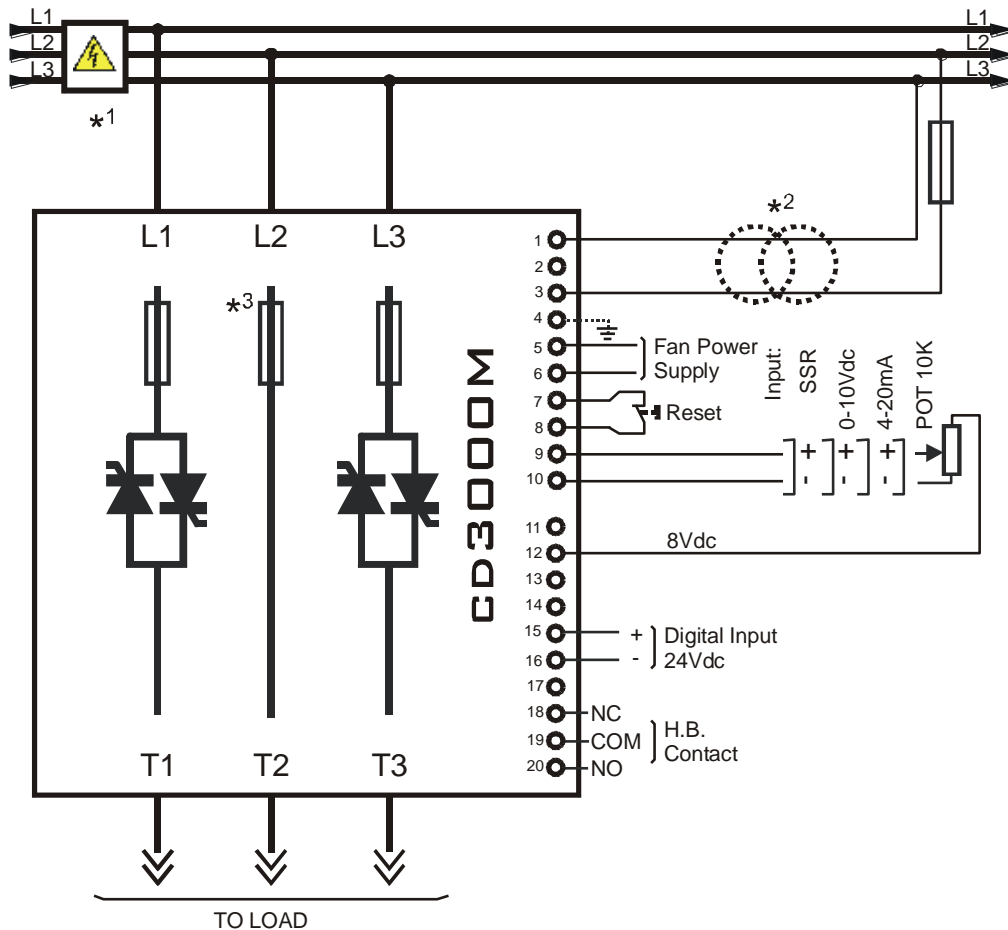 L1
L1
L2
L2
L3
L3
*1
*2
L1
L2
L3
*3
CD3000M
1
2
3
4
5
6
Fan Power
Supply
7
8
Reset
9
10
Input:
SSR
+
-
0-10Vdc
+
-
4-20mA
+
-
POT 10K
11
12
8Vdc
13
14
15
16
+
-
Digital Input
24Vdc
17
18
NC
19
COM
20
NO
H.B.
Contact
T1
T2
T3
TO LOAD